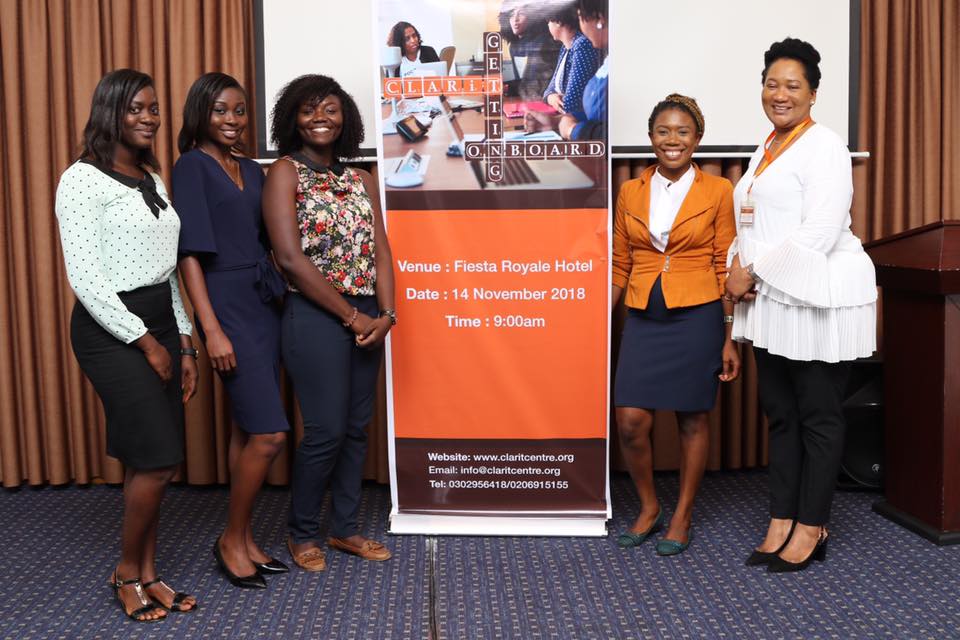 GETTING
CLARIT
ONBOARD
Venue : Fiesta Royale Hotel
Date : 14 November 2018
Time : 9:00am
Website: www.claritcentre.org
Email: info@claritcentre.org
Tel: 0302956418/0206915155